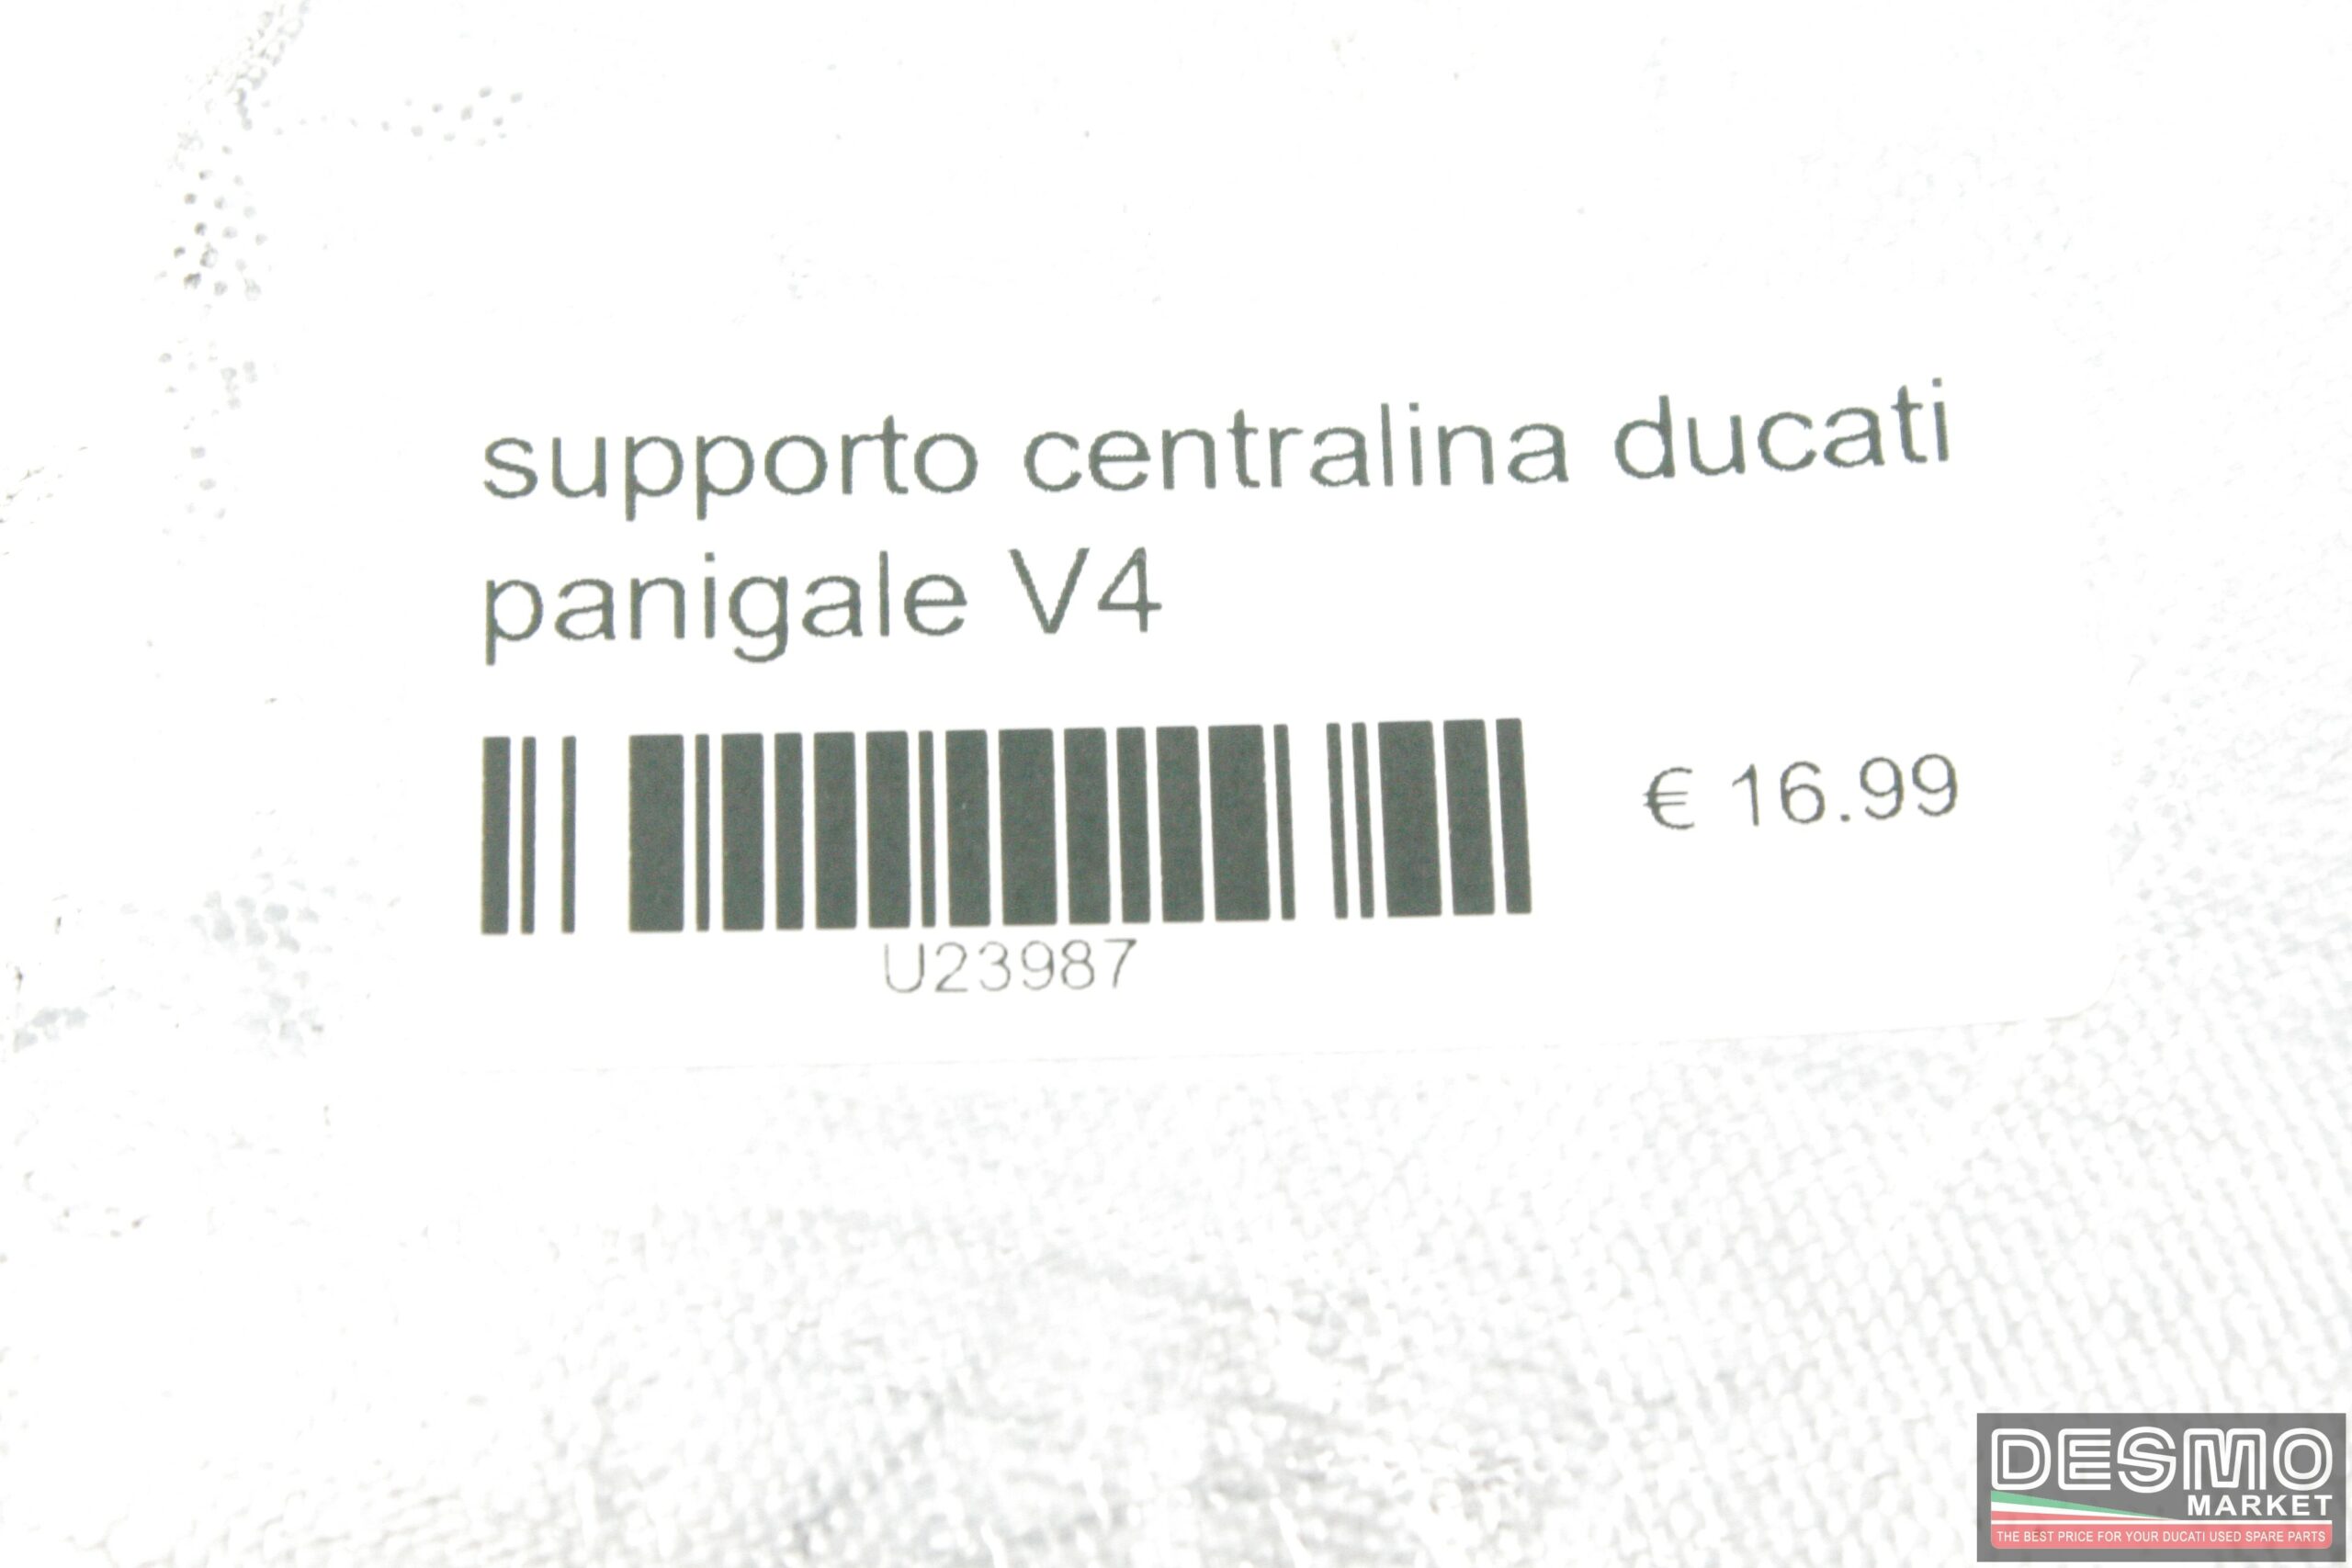 supporto centralina ducati
panigale V4
€ 16.99
U23987
DESMO
MARKET
THE BEST PRICE FOR YOUR DUCATI USED SPARE PARTS